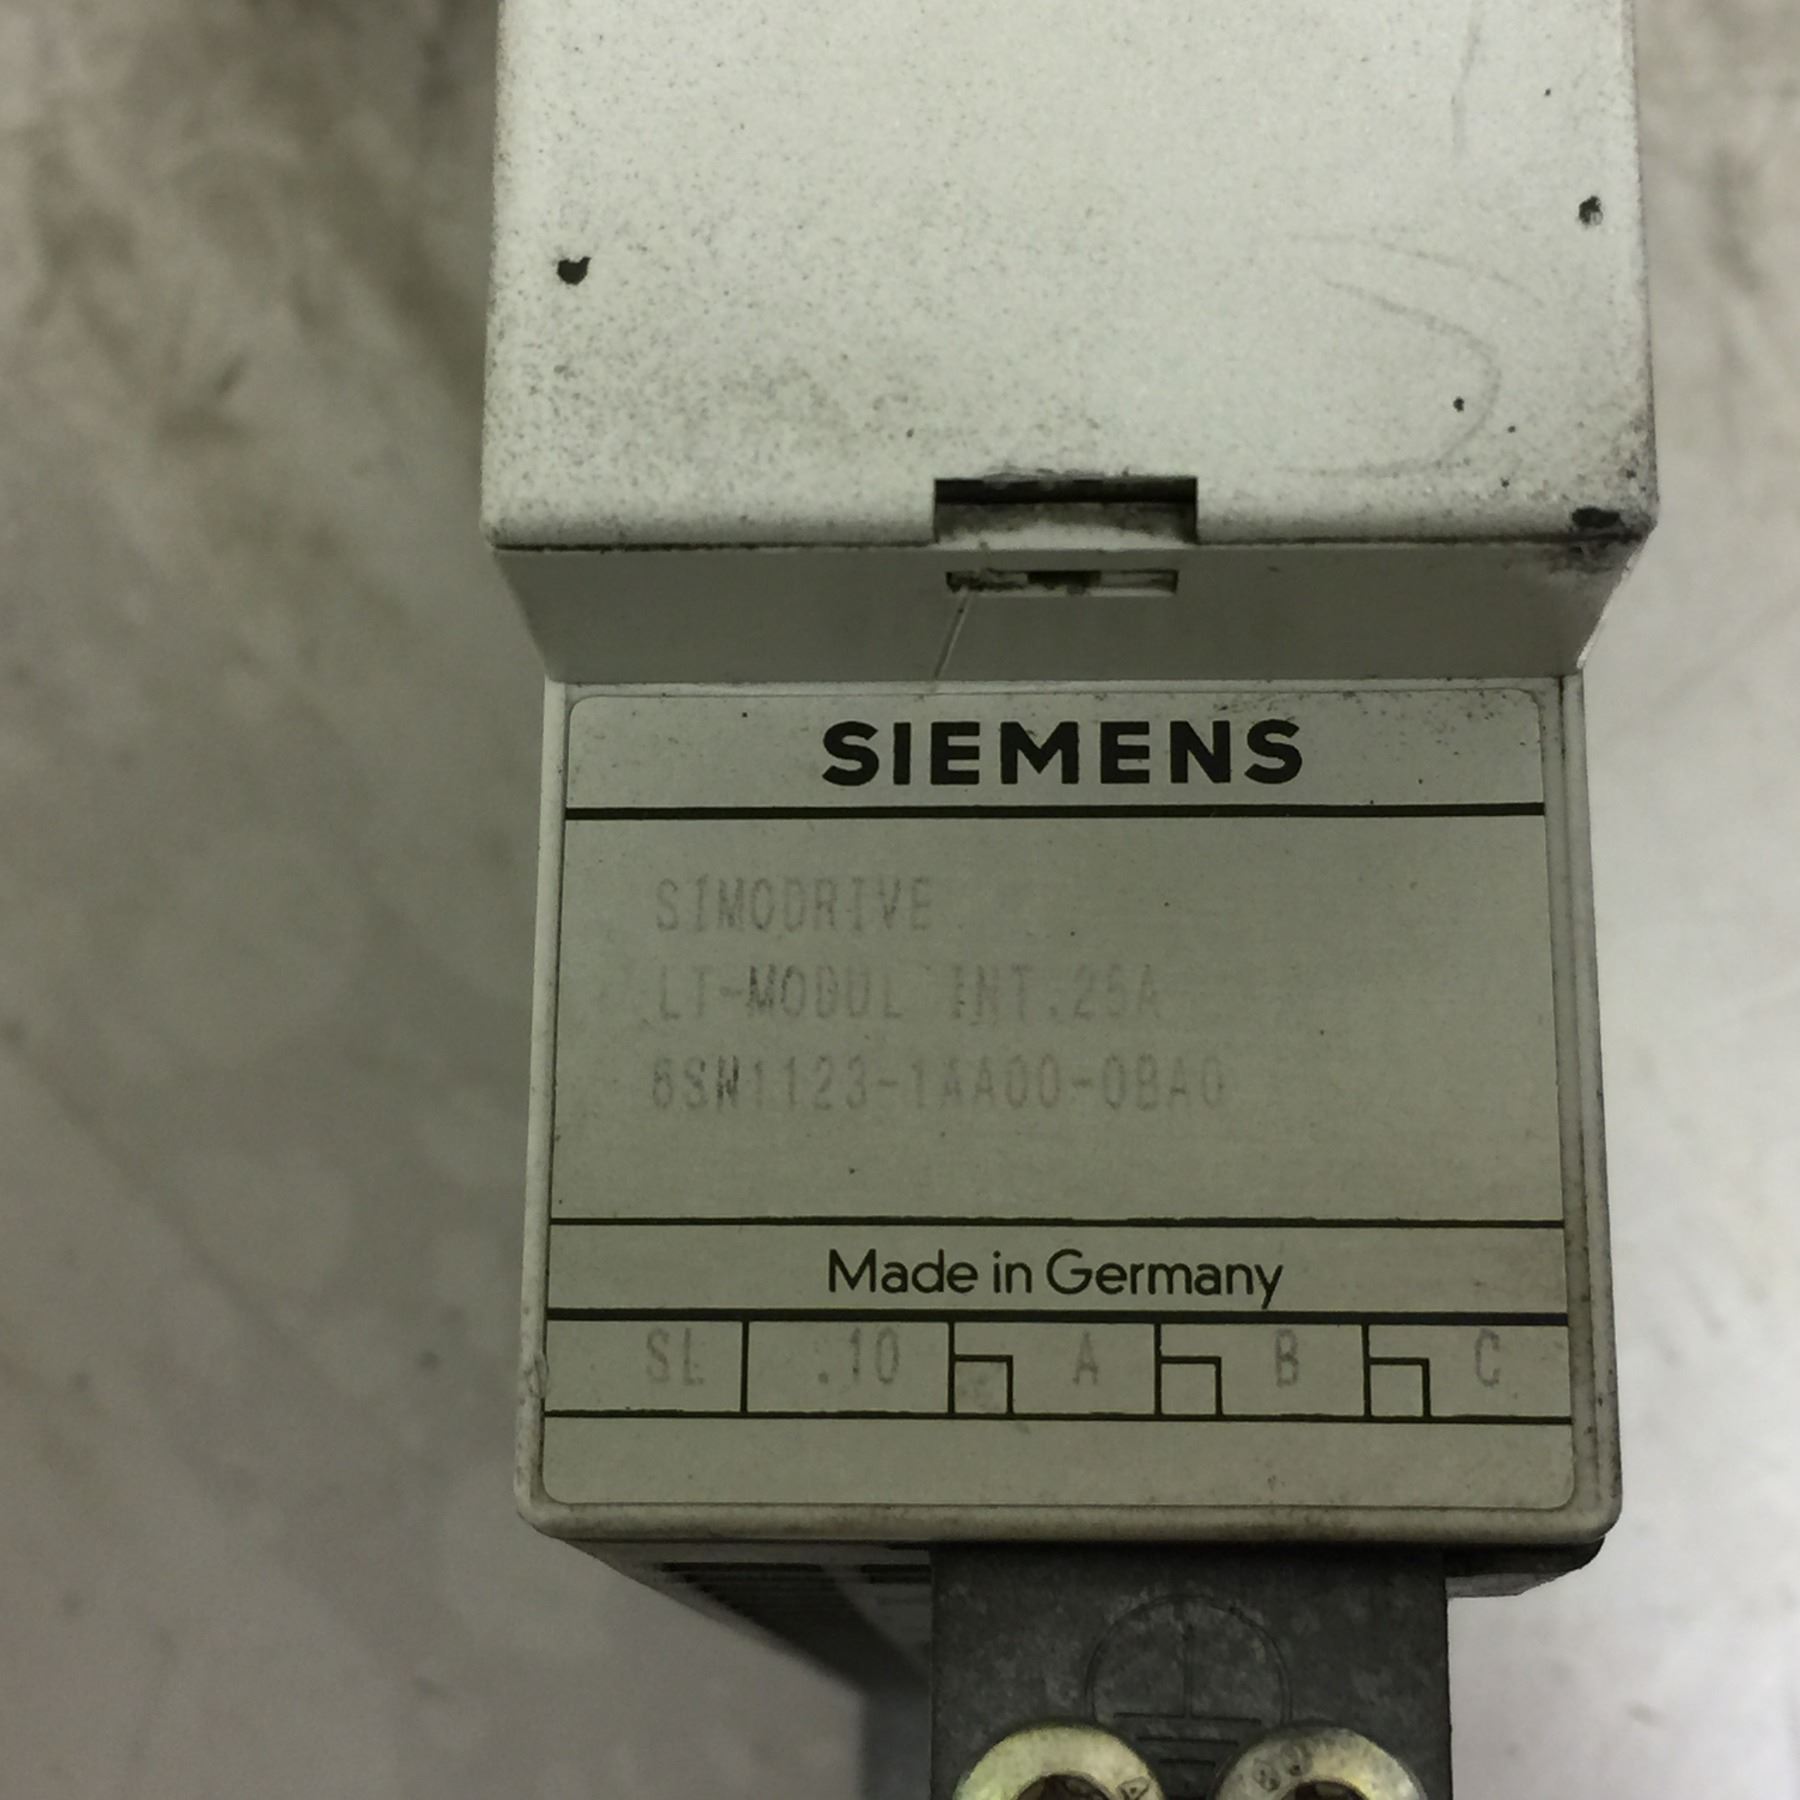 SIEMENS
SIMODRIVE
LT-MODUL INT.25A
6SN1123-1AA00-0BA0
Made in Germany
SL .10 A B C